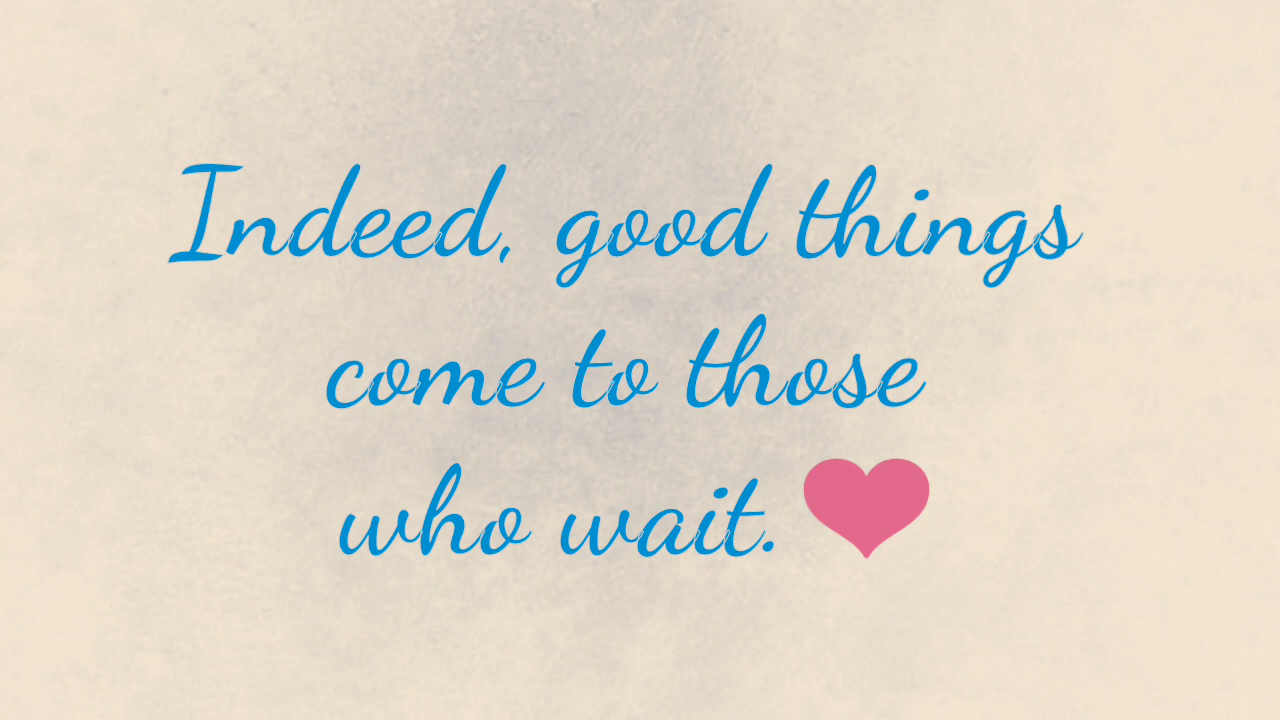 Indeed, good things
come to those
who wait. ♥